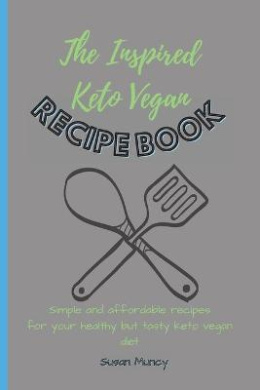 The Inspired
Keto Vegan
RECIPE BOOK
Simple and affordable recipes
for your healthy but tasty keto vegan
diet
Susan Muncy